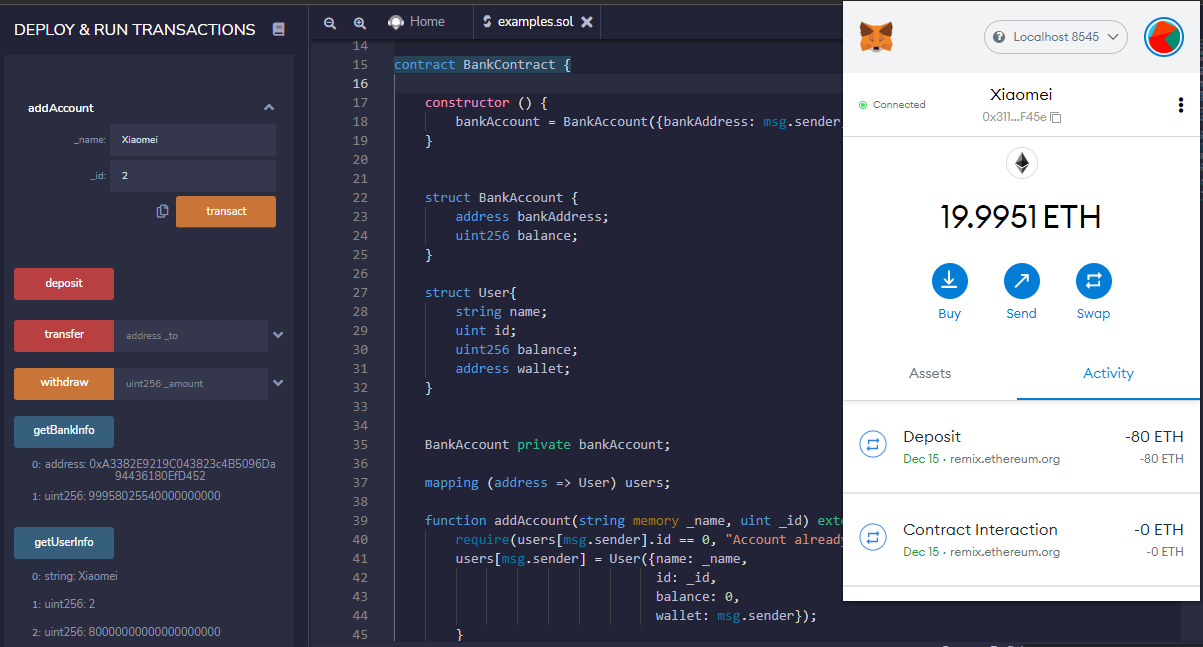 DEPLOY & RUN TRANSACTIONS
addAccount
_name:
Xiaomei
_id:
2
transact
deposit
transfer
address _to
withdraw
uint256 _amount
getBankInfo
0: address: 0xA3382E9219C043823c4B5096Da
94436180EfD452
1: uint256: 99958025540000000000
getUserInfo
0: string: Xiaomei
1: uint256: 2
2: uint256: 80000000000000000000
Home
examples.sol
14
15 contract BankContract {
16
17 constructor () {
18 bankAccount = BankAccount({bankAddress: msg.sender,
19 }
20
21
22 struct BankAccount {
23 address bankAddress;
24 uint256 balance;
25 }
26
27 struct User{
28 string name;
29 uint id;
30 uint256 balance;
31 address wallet;
32 }
33
34
35 BankAccount private bankAccount;
36
37 mapping (address => User) users;
38
39 function addAccount(string memory _name, uint _id) exte
40 require(users[msg.sender].id == 0, "Account already
41 users[msg.sender] = User({name: _name,
42 id: _id,
43 balance: 0,
44 wallet: msg.sender});
45 }
Localhost 8545
Connected
Xiaomei
0x311...F45e
19.9951 ETH
Buy
Send
Swap
Assets
Activity
Deposit
-80 ETH
Dec 15 · remix.ethereum.org
-80 ETH
Contract Interaction
-0 ETH
Dec 15 · remix.ethereum.org
-0 ETH